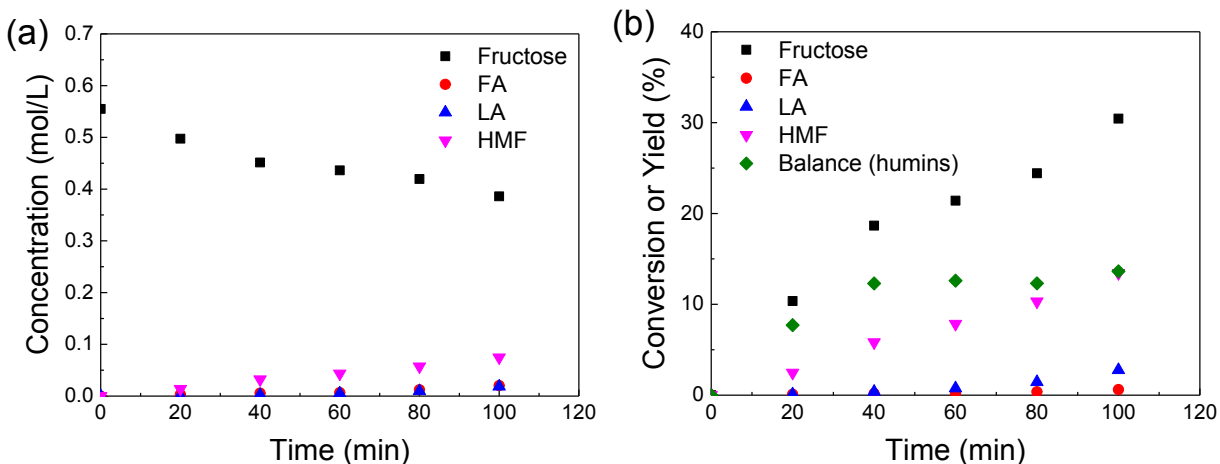 (a)
Concentration (mol/L)
0.7
0.6
0.5
0.4
0.3
0.2
0.1
0.0
Fructose
FA
LA
HMF
0 20 40 60 80 100 120
Time (min)
(b)
Conversion or Yield (%)
40
30
20
10
0
Fructose
FA
LA
HMF
Balance (humins)
0 20 40 60 80 100 120
Time (min)